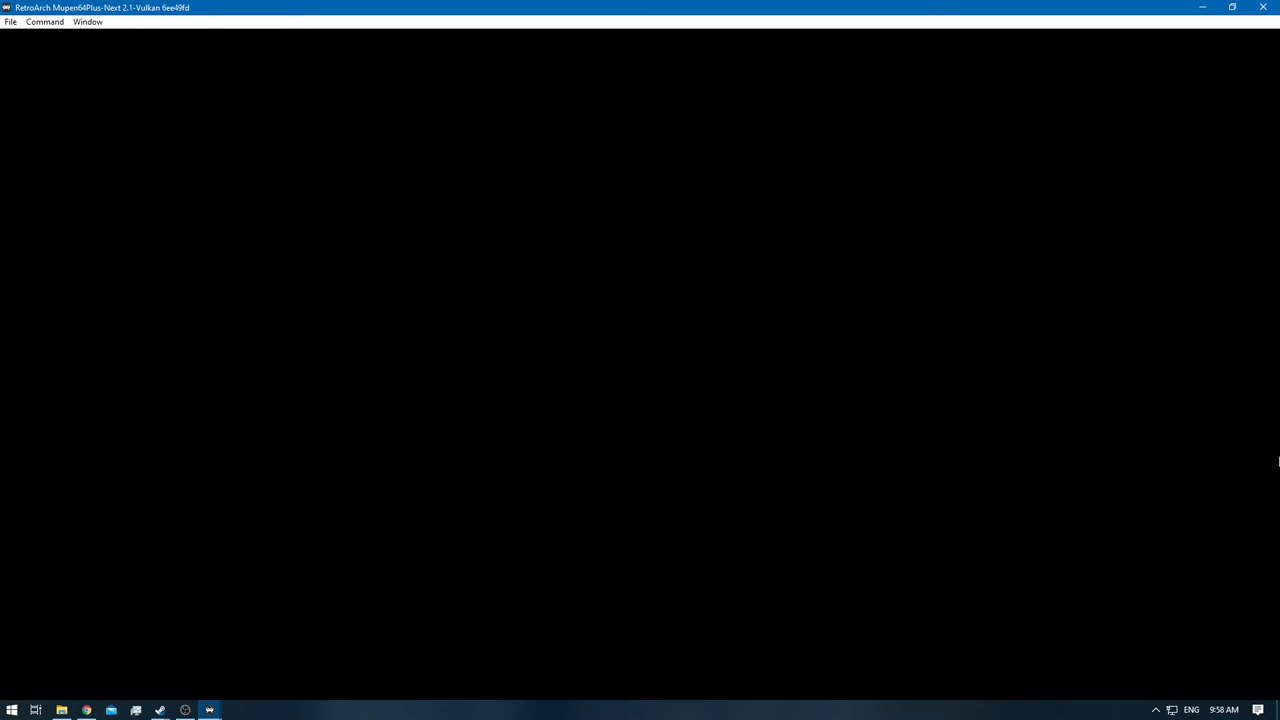 RetroArch Mupen64Plus-Next 2.1-Vulkan 6ee49fd
File Command Window
ENG 9:58 AM